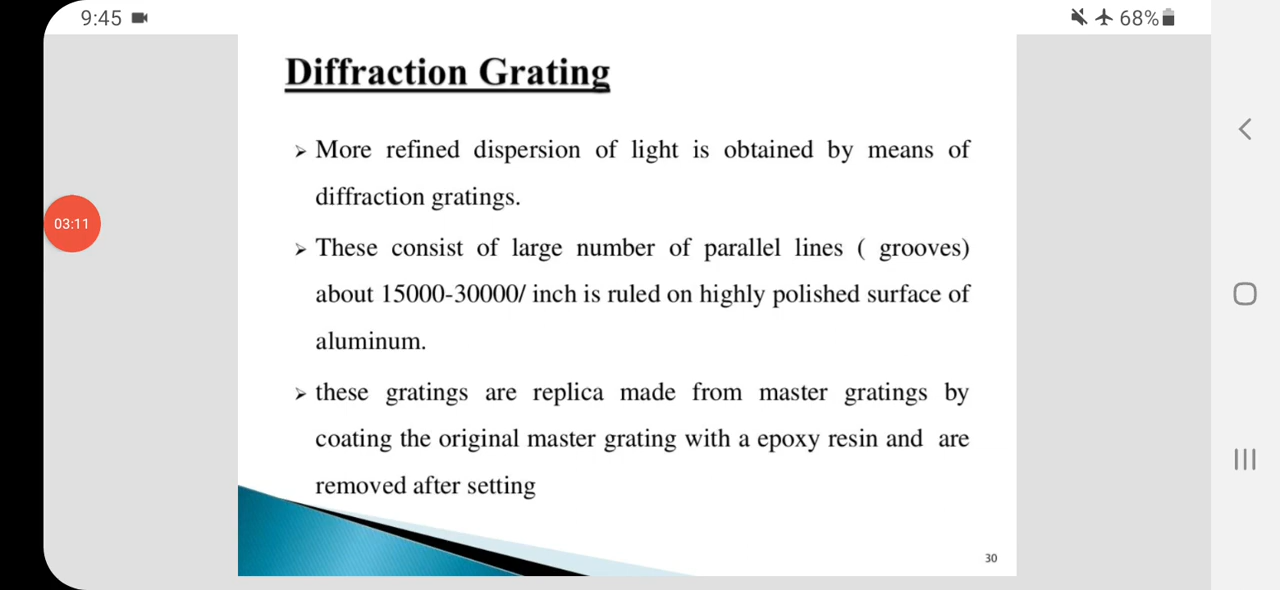 9:45
68%
Diffraction Grating
➢ More refined dispersion of light is obtained by means of
diffraction gratings.
03:11
➢ These consist of large number of parallel lines ( grooves)
about 15000-30000/ inch is ruled on highly polished surface of
aluminum.
➢ these gratings are replica made from master gratings by
coating the original master grating with a epoxy resin and are
removed after setting
30